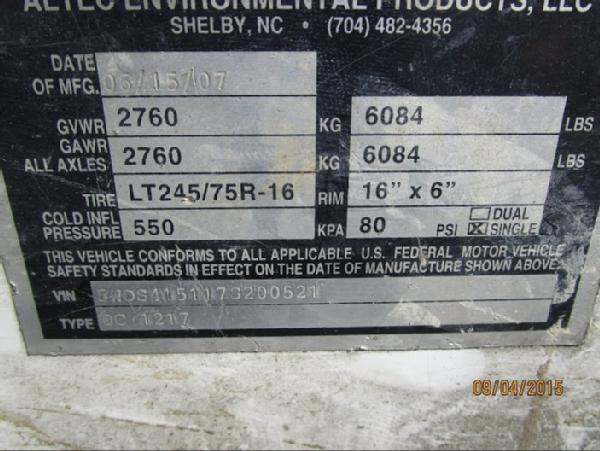 ALTEC ENVIRONMENTAL PRODUCTS, LLC
SHELBY, NC • (704) 482-4356
DATE OF MFG. 06/15/07
GVWR 2760 KG 6084 LBS
GAWR ALL AXLES 2760 KG 6084 LBS
TIRE LT245/75R-16 RIM 16" x 6"
COLD INFL PRESSURE 550 KPA 80 PSI ☐ DUAL ☒ SINGLE
THIS VEHICLE CONFORMS TO ALL APPLICABLE U.S. FEDERAL MOTOR VEHICLE
SAFETY STANDARDS IN EFFECT ON THE DATE OF MANUFACTURE SHOWN ABOVE
VIN
TYPE DC 1217
09/04/2015